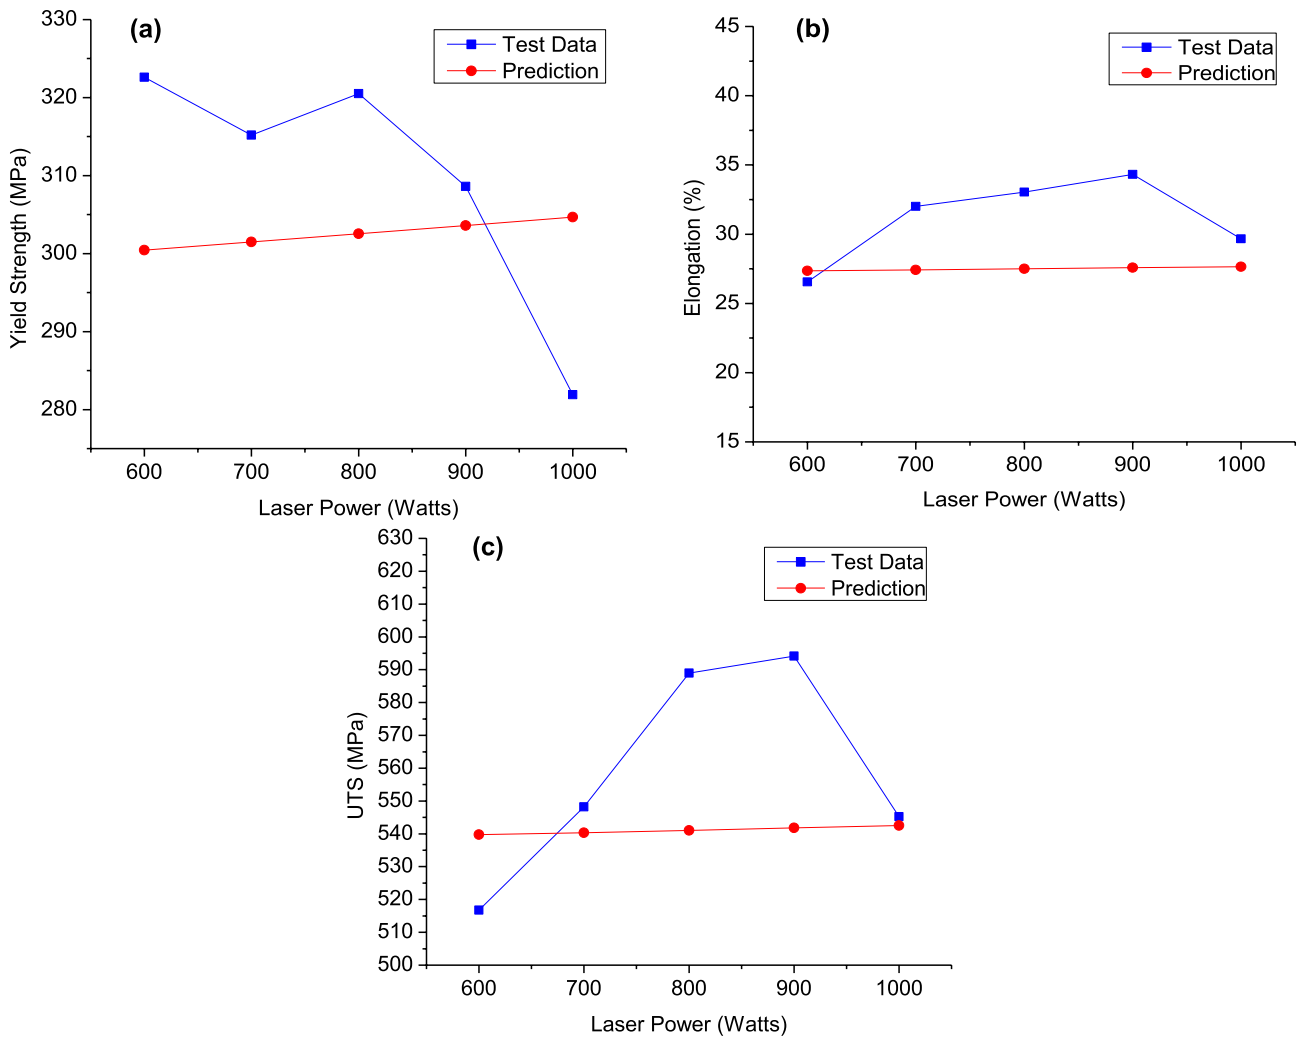 (a)
Test Data
Prediction
330
320
310
300
290
280
Yield Strength (MPa)
600 700 800 900 1000
Laser Power (Watts)
(b)
Test Data
Prediction
45
40
35
30
25
20
15
Elongation (%)
600 700 800 900 1000
Laser Power (Watts)
(c)
Test Data
Prediction
630
620
610
600
590
580
570
560
550
540
530
520
510
500
UTS (MPa)
600 700 800 900 1000
Laser Power (Watts)